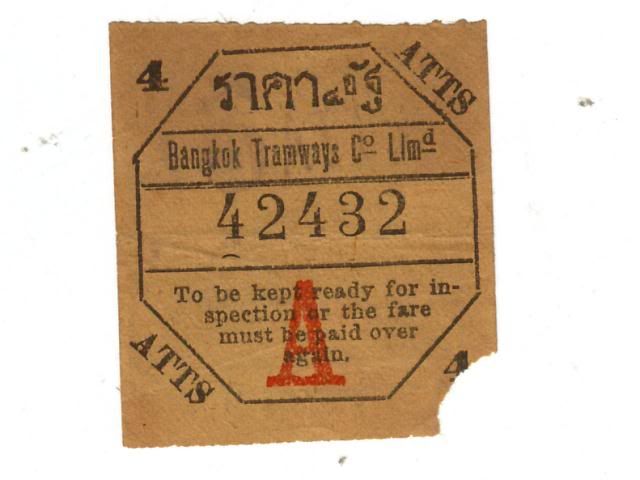 4 ATTS
ราคา ๔ อัฐ
Bangkok Tramways Cº Limᵈ
42432
To be kept ready for in-
spection or the fare
must be paid over
again.
A
ATTS 4